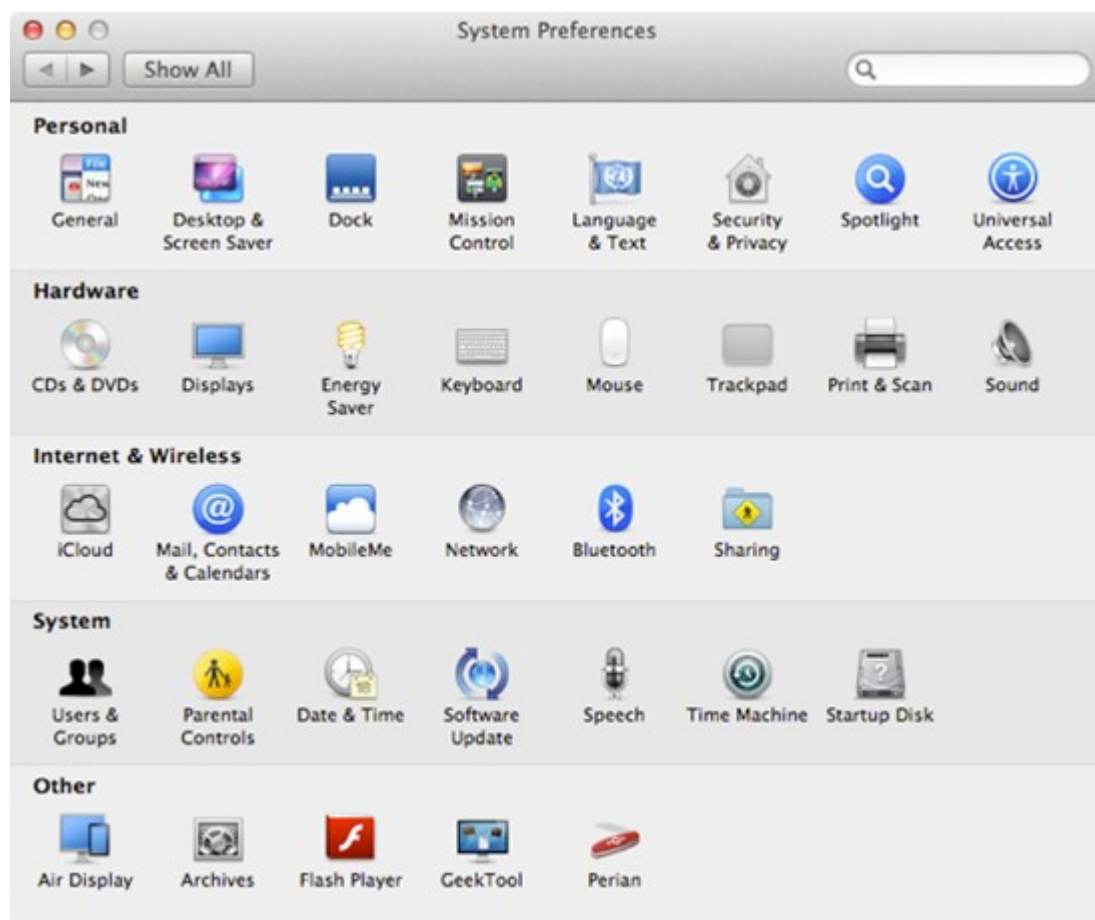 System Preferences
Show All
Personal
General
Desktop &
Screen Saver
Dock
Mission
Control
Language
& Text
Security
& Privacy
Spotlight
Universal
Access
Hardware
CDs & DVDs
Displays
Energy
Saver
Keyboard
Mouse
Trackpad
Print & Scan
Sound
Internet & Wireless
iCloud
Mail, Contacts
& Calendars
MobileMe
Network
Bluetooth
Sharing
System
Users &
Groups
Parental
Controls
Date & Time
Software
Update
Speech
Time Machine
Startup Disk
Other
Air Display
Archives
Flash Player
GeekTool
Perian